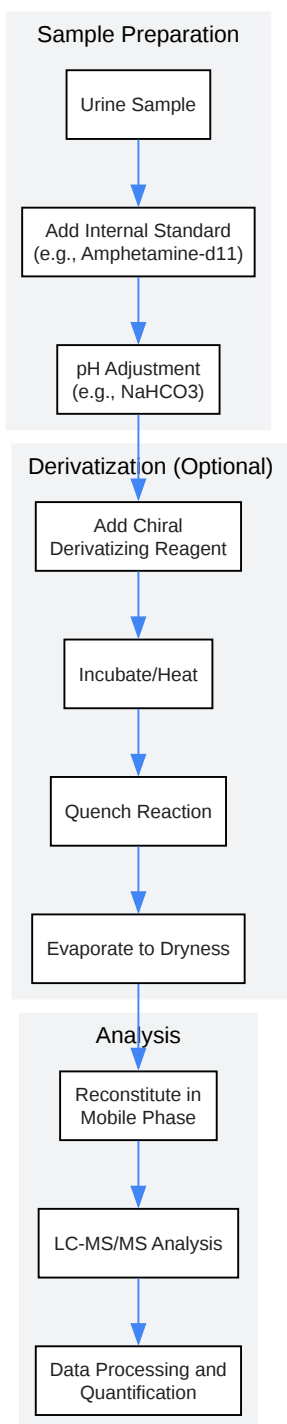 Sample Preparation
Urine Sample
Add Internal Standard
(e.g., Amphetamine-d11)
pH Adjustment
(e.g., NaHCO3)
Derivatization (Optional)
Add Chiral
Derivatizing Reagent
Incubate/Heat
Quench Reaction
Evaporate to Dryness
Analysis
Reconstitute in
Mobile Phase
LC-MS/MS Analysis
Data Processing and
Quantification